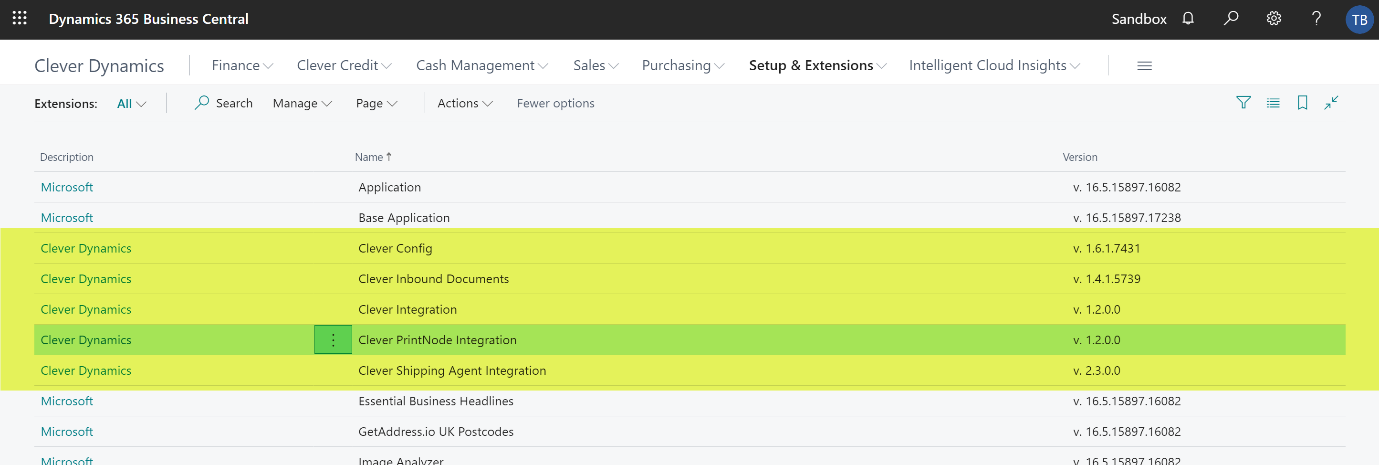 Dynamics 365 Business Central Sandbox ? TB
Clever Dynamics Finance Clever Credit Cash Management Sales Purchasing Setup & Extensions Intelligent Cloud Insights
Extensions: All Search Manage Page Actions Fewer options
Description Name ↑ Version
Microsoft Application v. 16.5.15897.16082
Microsoft Base Application v. 16.5.15897.17238
Clever Dynamics Clever Config v. 1.6.1.7431
Clever Dynamics Clever Inbound Documents v. 1.4.1.5739
Clever Dynamics Clever Integration v. 1.2.0.0
Clever Dynamics Clever PrintNode Integration v. 1.2.0.0
Clever Dynamics Clever Shipping Agent Integration v. 2.3.0.0
Microsoft Essential Business Headlines v. 16.5.15897.16082
Microsoft GetAddress.io UK Postcodes v. 16.5.15897.16082
Microsoft Image Analyzer v. 16.5.15897.16082